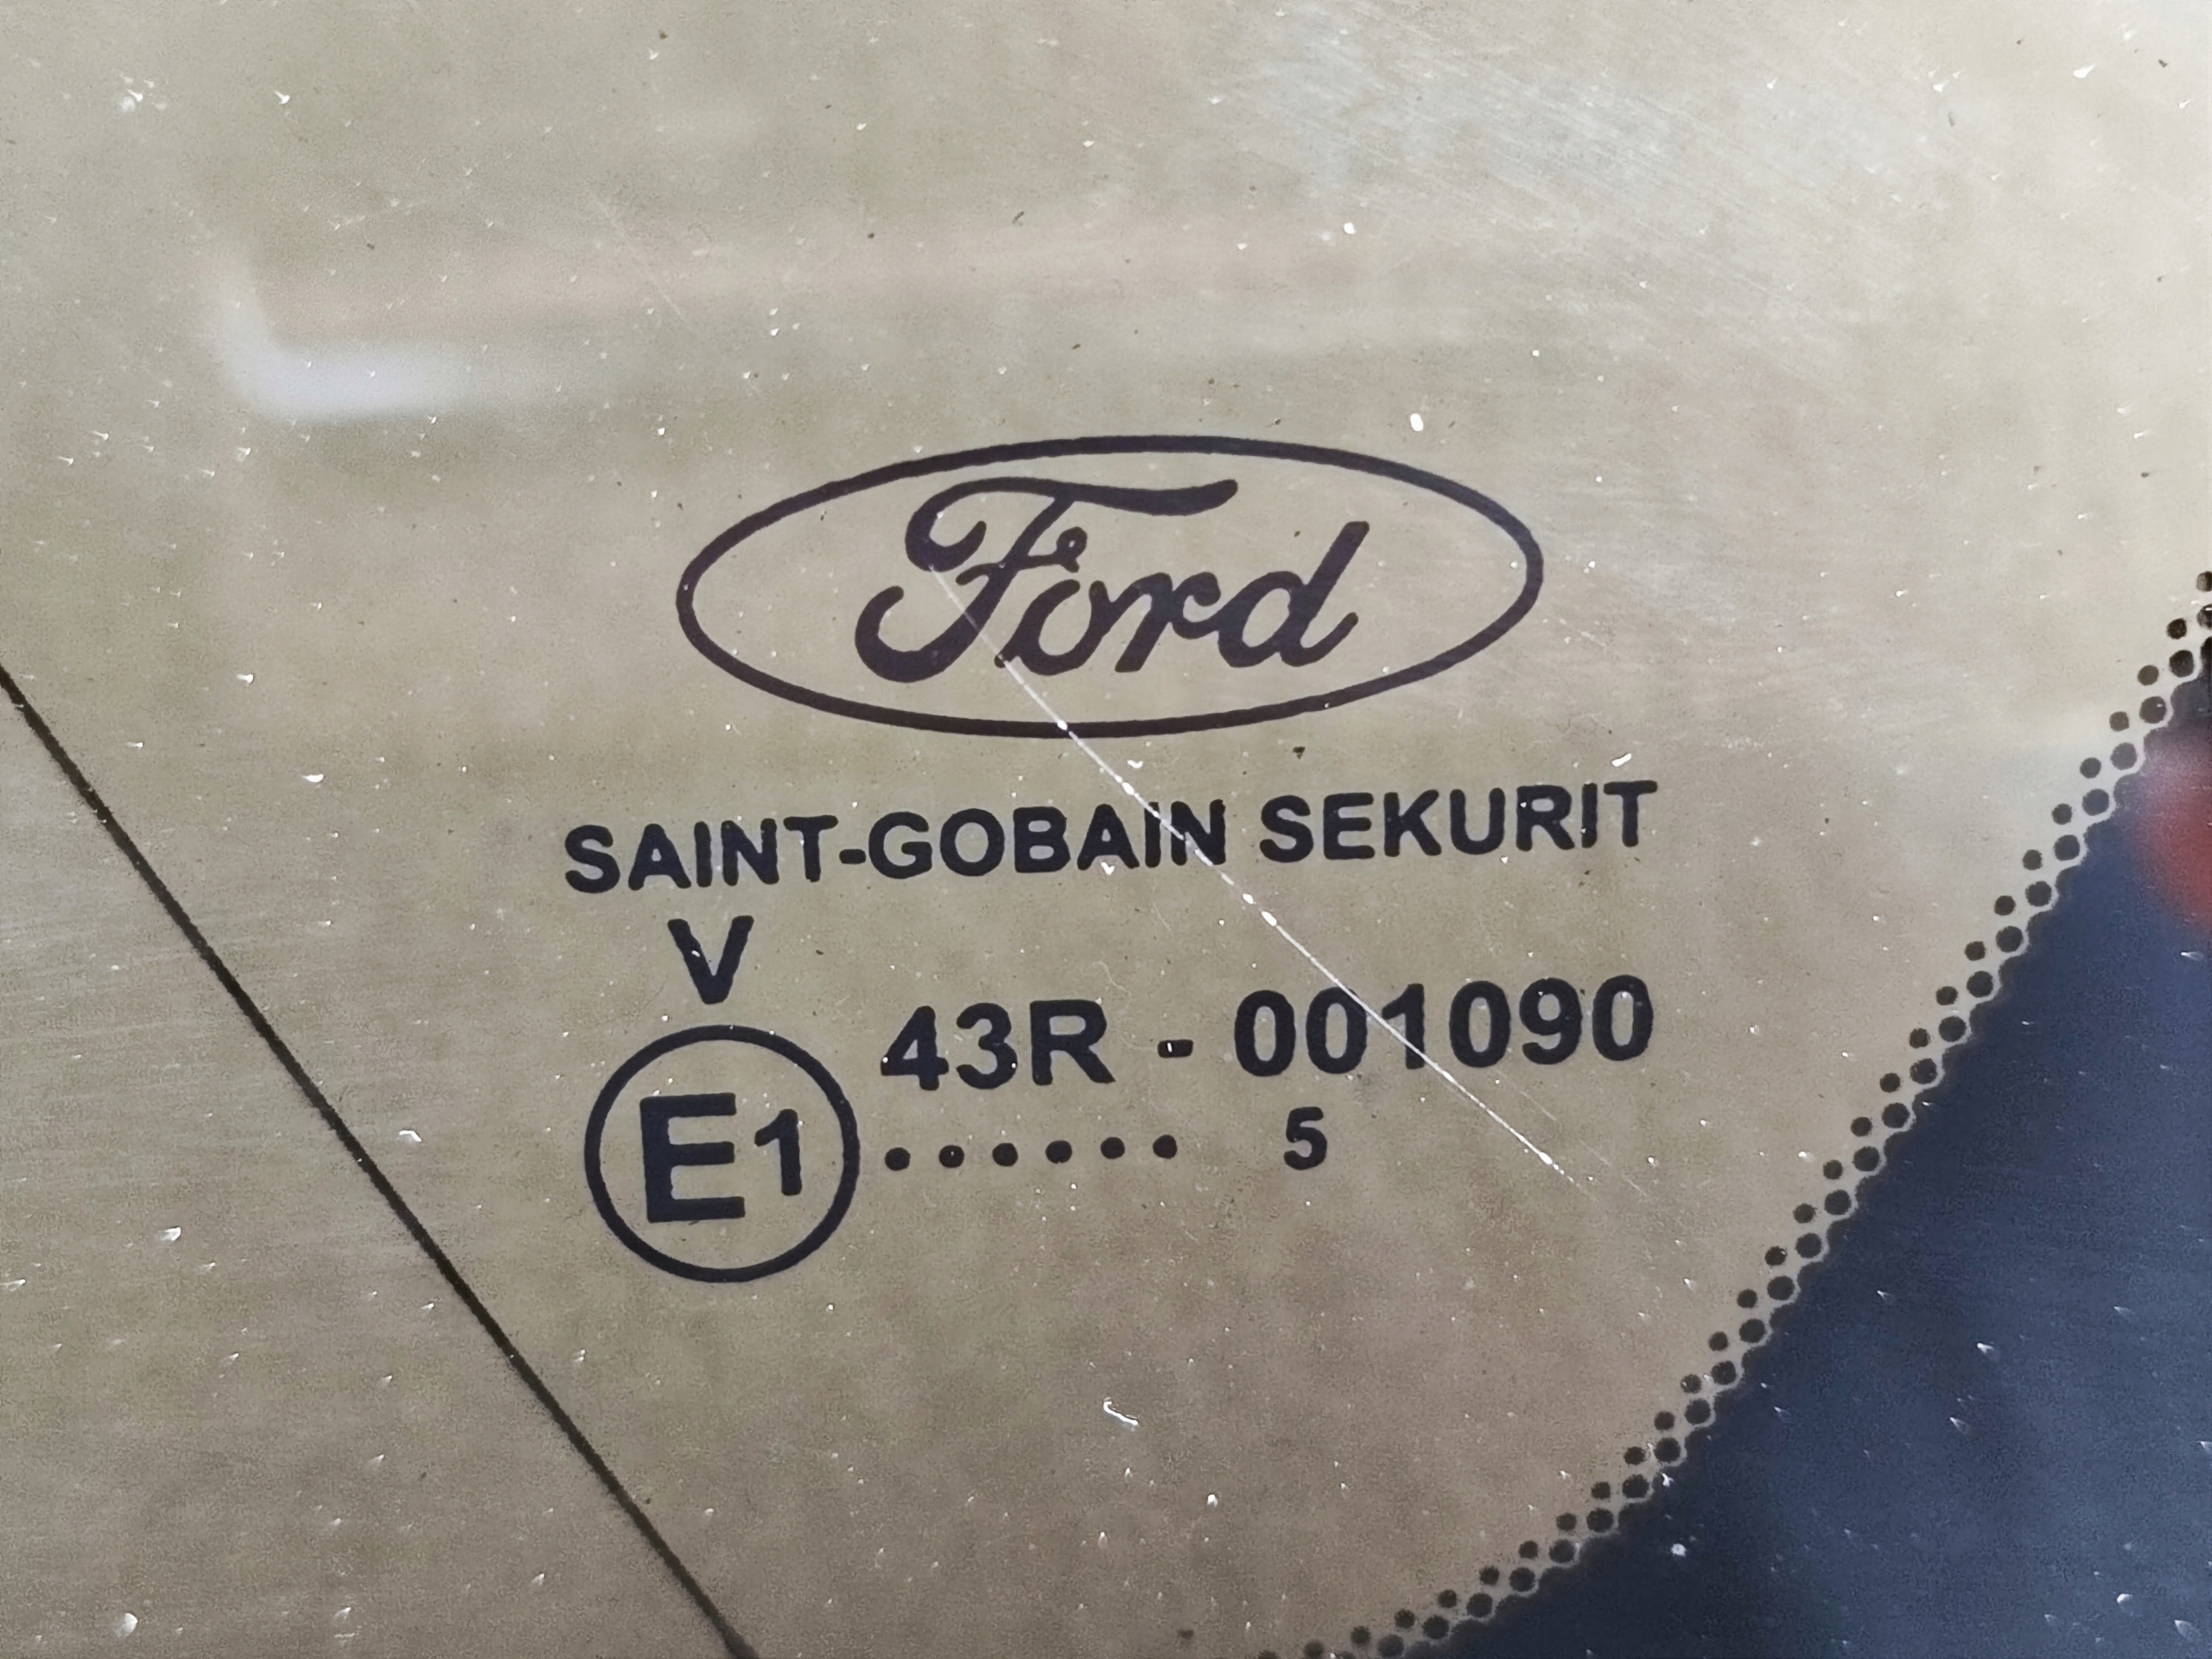 Ford
SAINT-GOBAIN SEKURIT
V
43R - 001090
E1 ...... 5